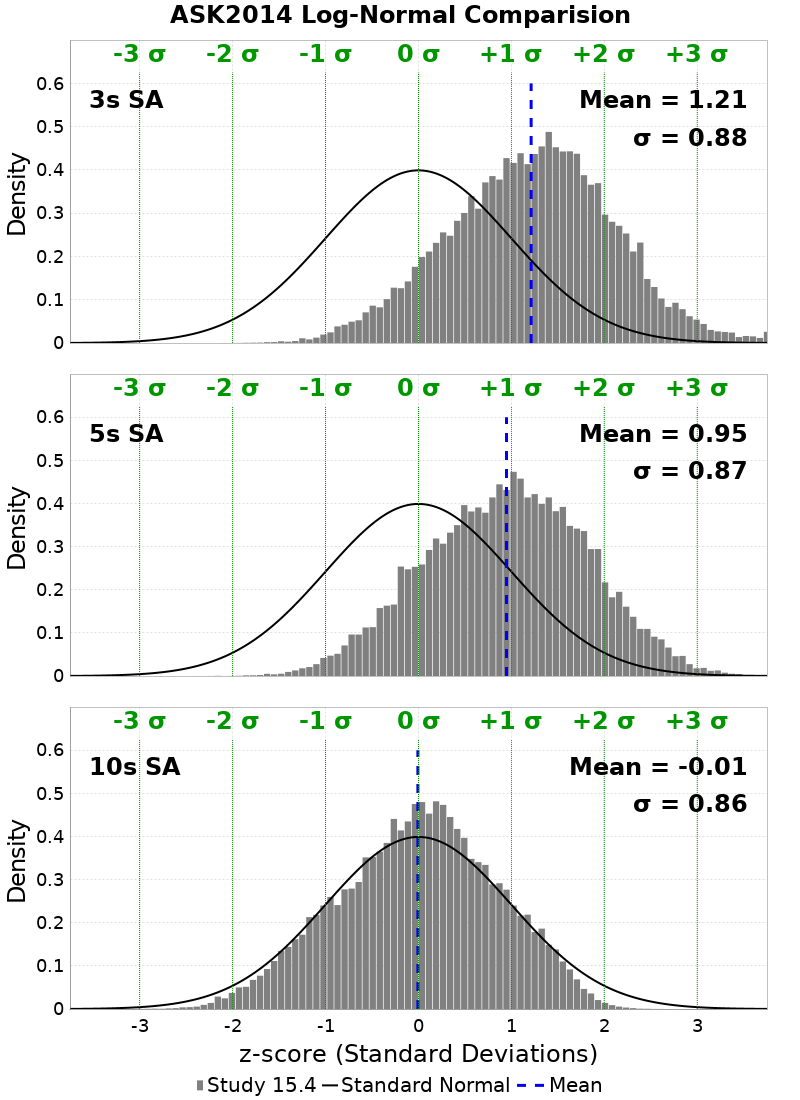 ASK2014 Log-Normal Comparision
-3 σ -2 σ -1 σ 0 σ +1 σ +2 σ +3 σ
0.6
3s SA Mean = 1.21
0.5
σ = 0.88
0.4
Density
0.3
0.2
0.1
0
-3 σ -2 σ -1 σ 0 σ +1 σ +2 σ +3 σ
0.6
5s SA Mean = 0.95
0.5
σ = 0.87
0.4
Density
0.3
0.2
0.1
0
-3 σ -2 σ -1 σ 0 σ +1 σ +2 σ +3 σ
0.6
10s SA Mean = -0.01
0.5
σ = 0.86
0.4
Density
0.3
0.2
0.1
0
-3 -2 -1 0 1 2 3
z-score (Standard Deviations)
Study 15.4 Standard Normal Mean